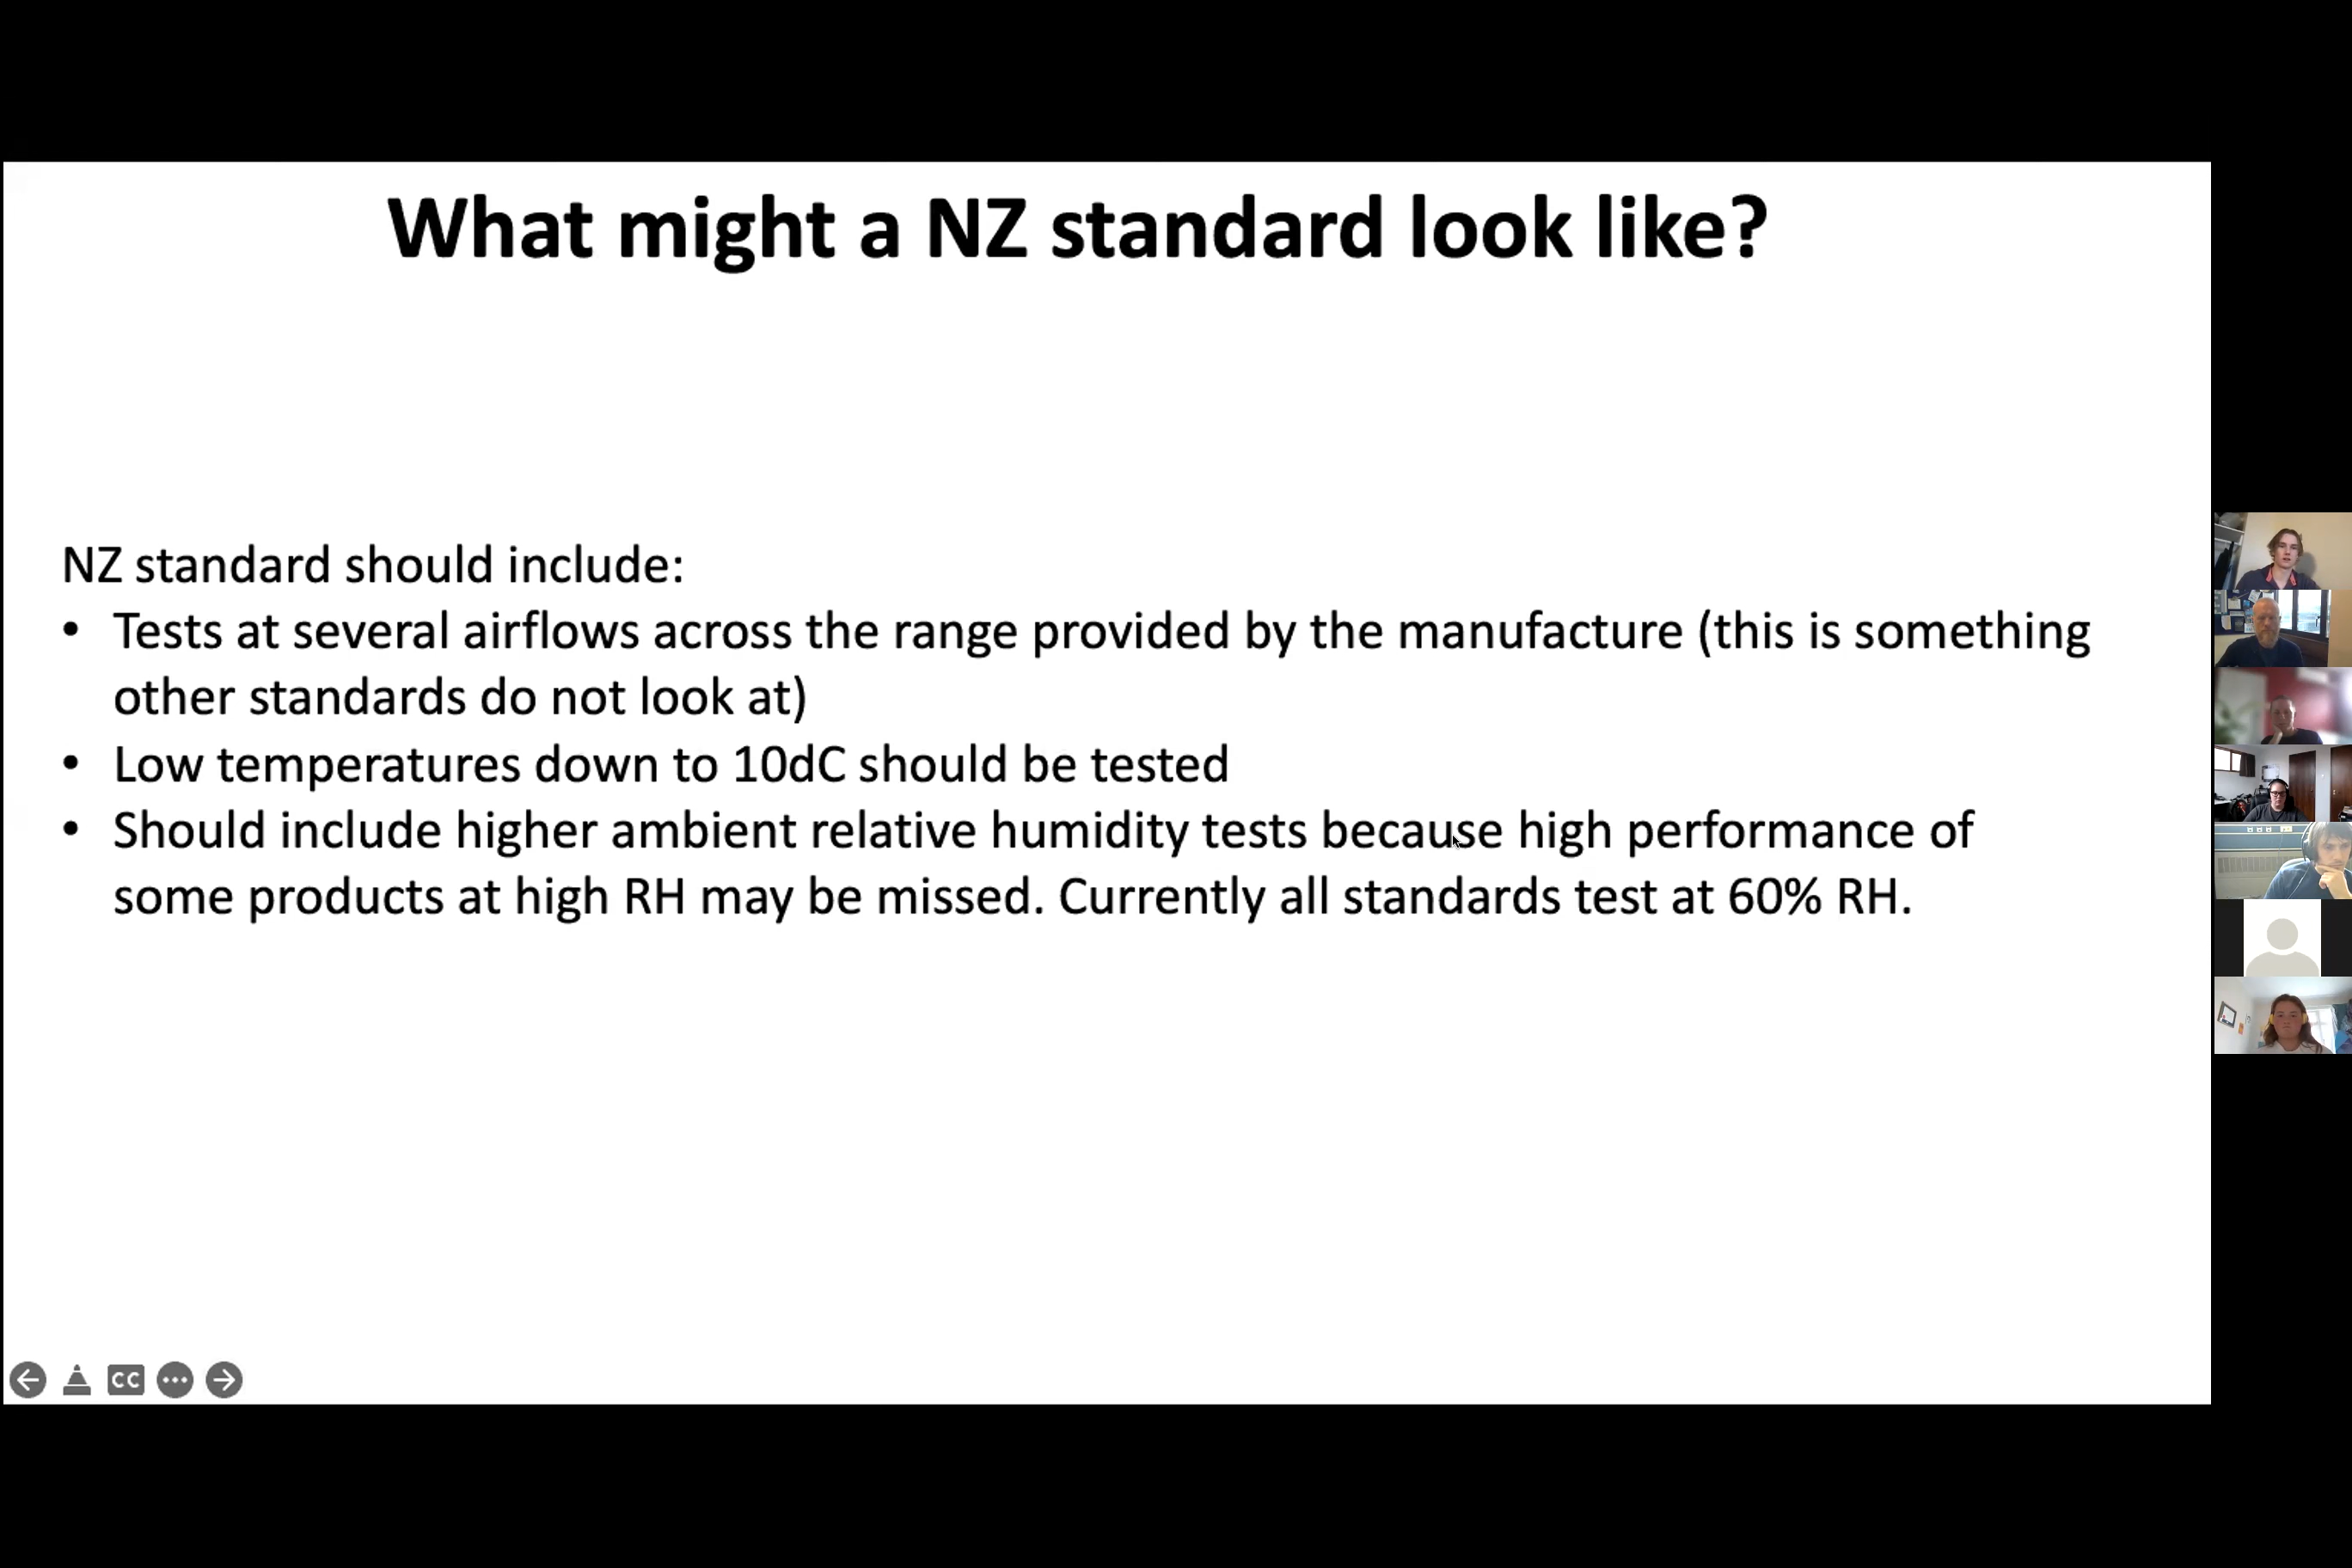 What might a NZ standard look like?
NZ standard should include:
• Tests at several airflows across the range provided by the manufacture (this is something
other standards do not look at)
• Low temperatures down to 10dC should be tested
• Should include higher ambient relative humidity tests because high performance of
some products at high RH may be missed. Currently all standards test at 60% RH.
CC